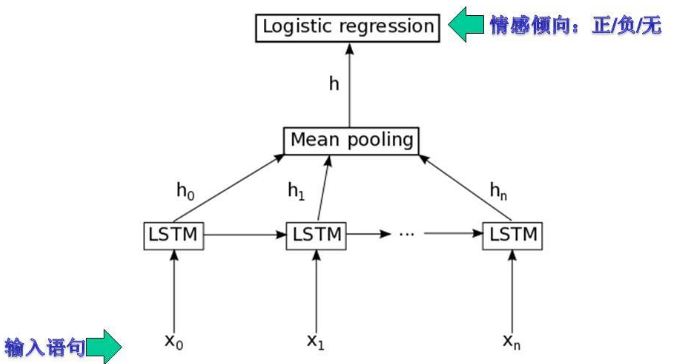 Logistic regression
情感倾向：正/负/无
h
Mean pooling
h0
h1
hn
LSTM
LSTM
...
LSTM
输入语句
x0
x1
xn